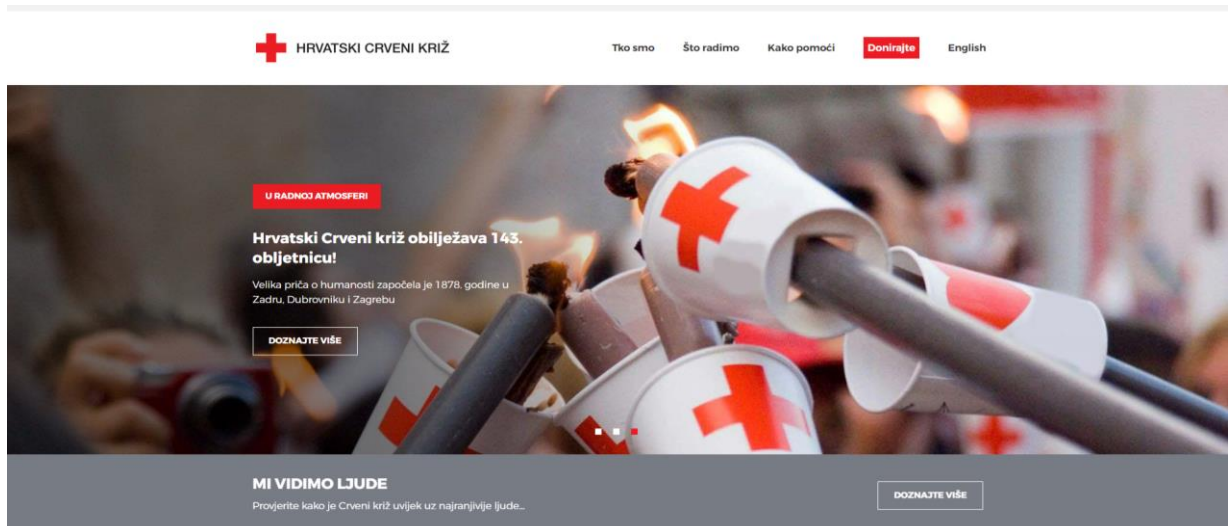 HRVATSKI CRVENI KRIŽ
Tko smo
Što radimo
Kako pomoći
Donirajte
English
U RADNOJ ATMOSFERI
Hrvatski Crveni križ obilježava 143.
obljetnicu!
Velika priča o humanosti započela je 1878. godine u
Zadru, Dubrovniku i Zagrebu
DOZNAJTE VIŠE
MI VIDIMO LJUDE
Provjerite kako je Crveni križ uvijek uz najranjivije ljude...
DOZNAJTE VIŠE